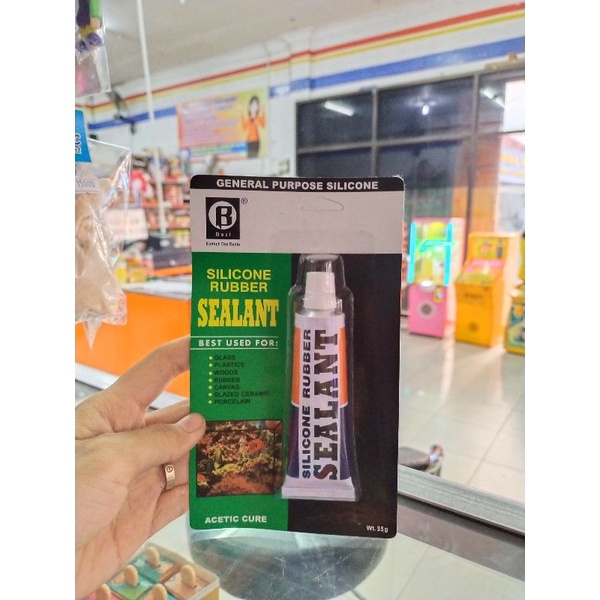 GENERAL PURPOSE SILICONE
R
®
Best
SILICONE
RUBBER
SEALANT
BEST USED FOR:
GLASS
PLASTICS
WOODS
RUBBER
CANVAS
GLAZED CERAMIC
PORCELAIN
ACETIC CURE
SILICONE RUBBER
SEALANT
Wt. 35g